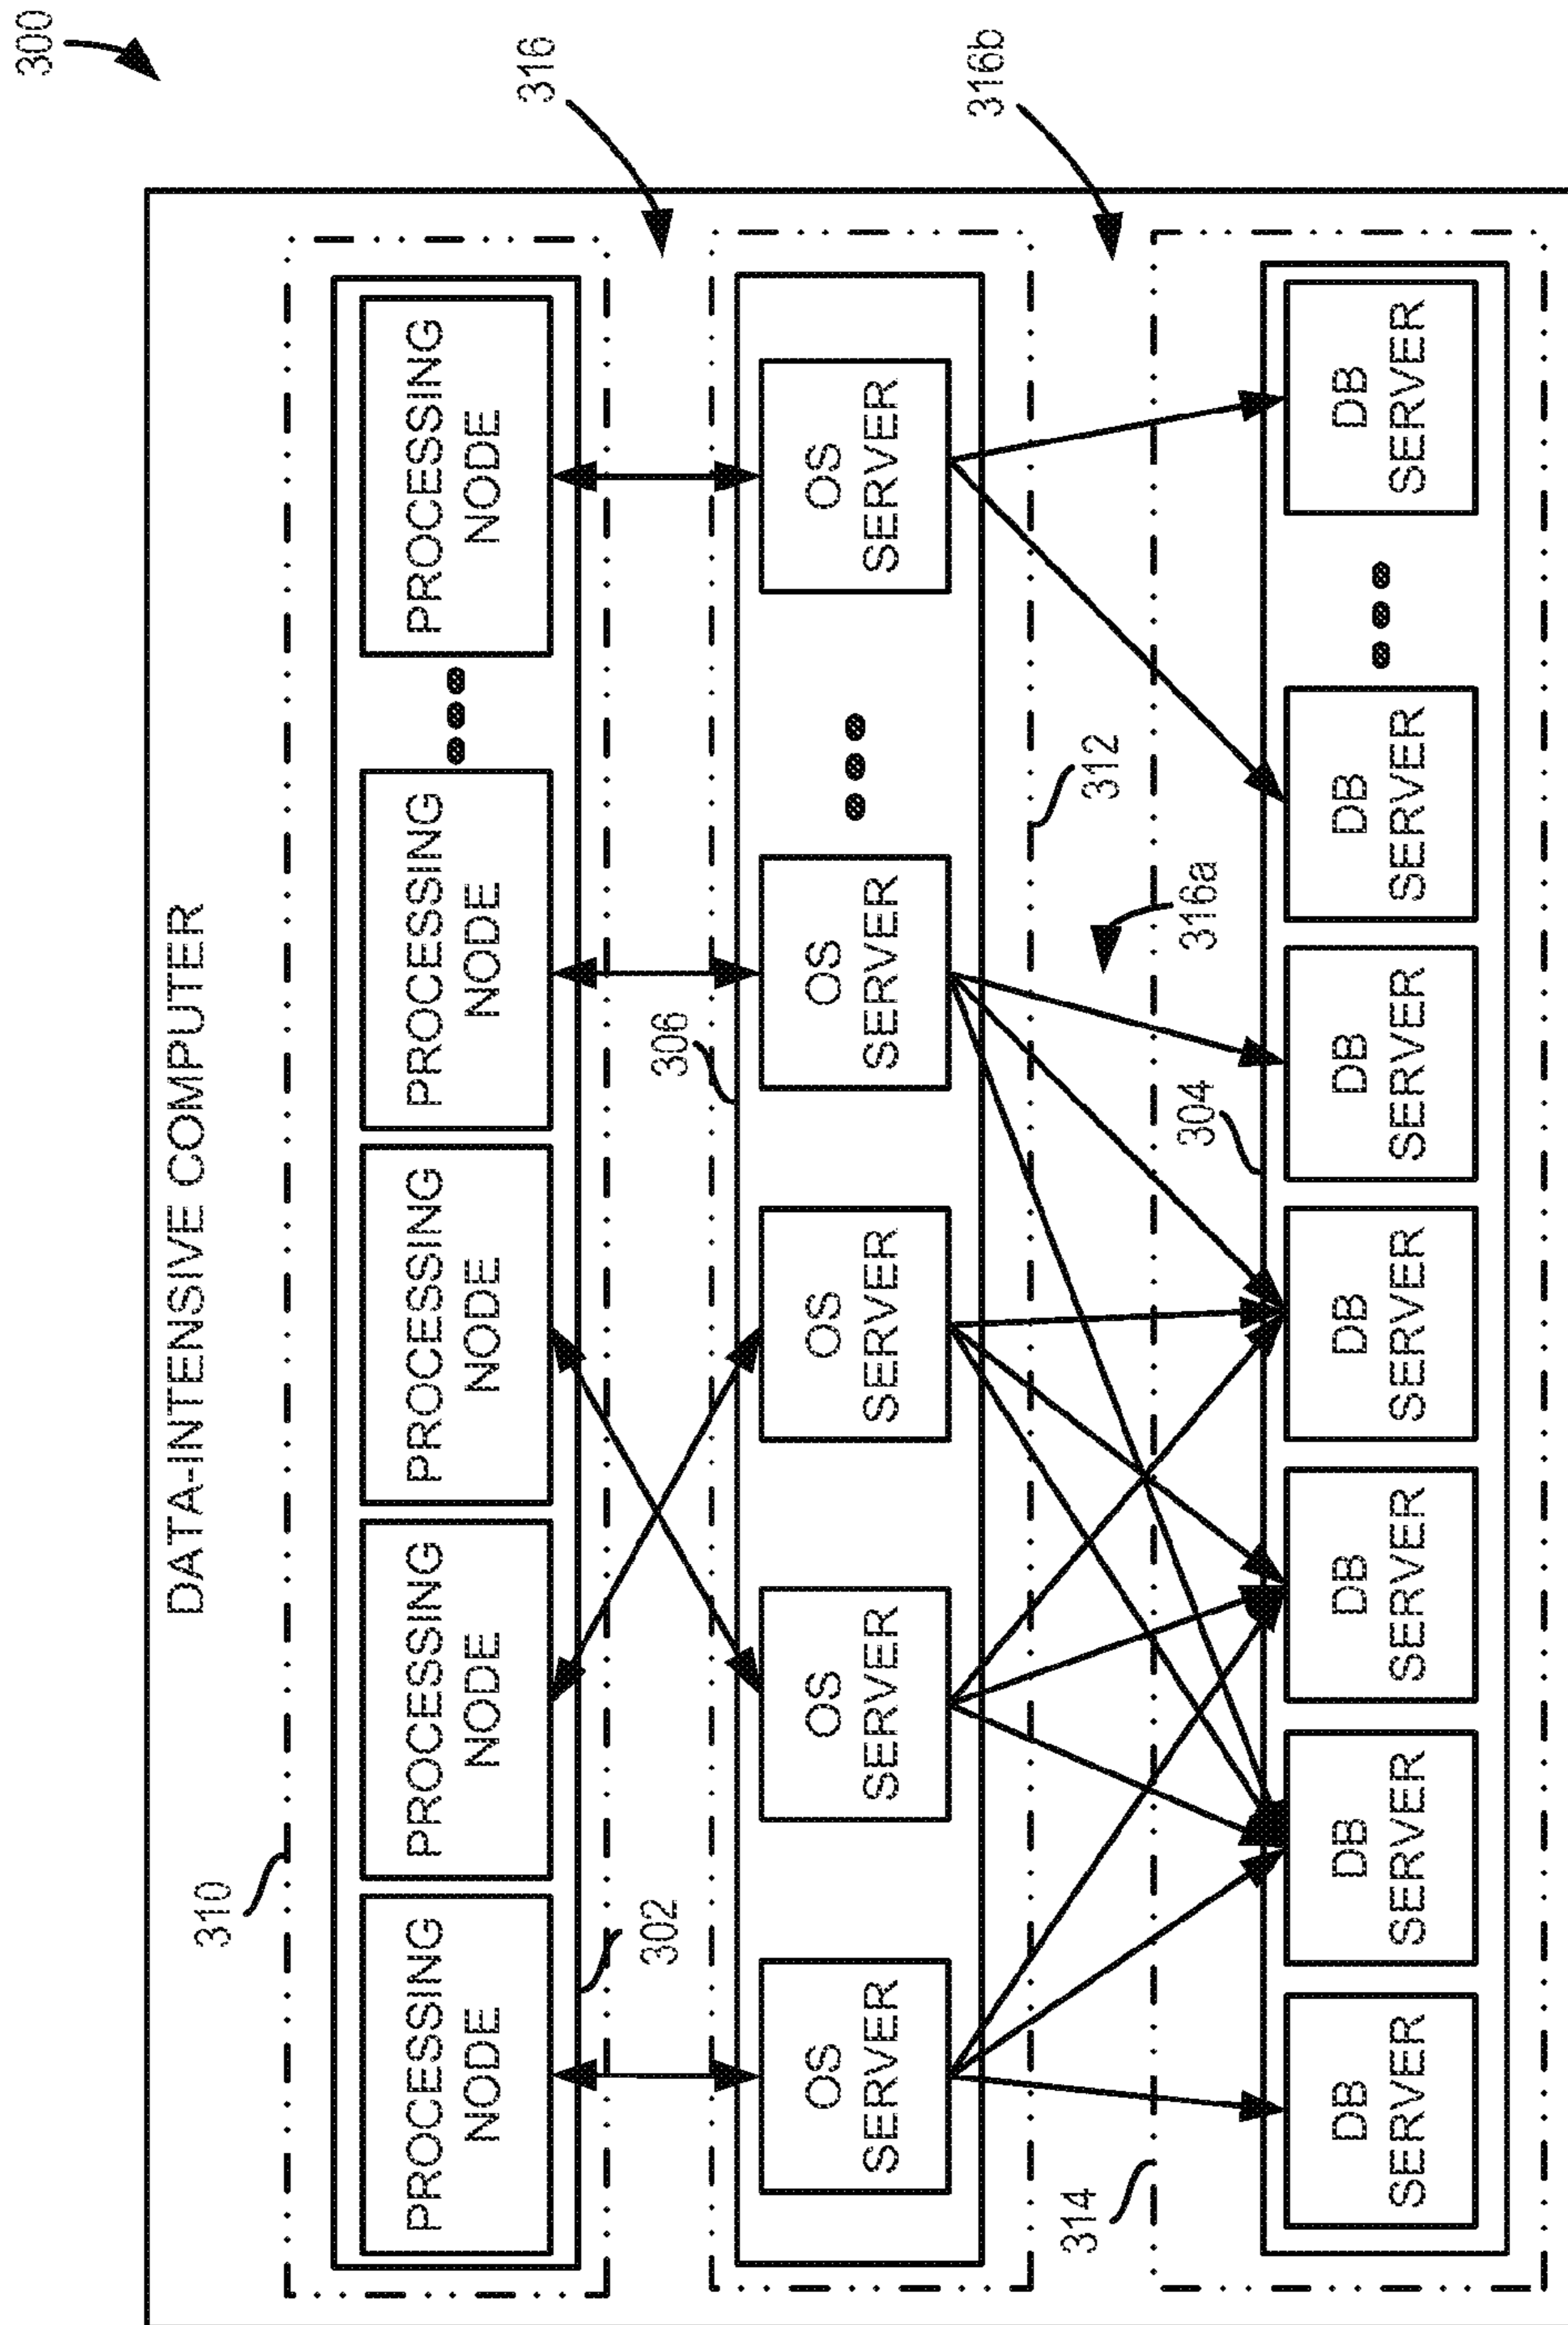 300
DATA-INTENSIVE COMPUTER
310
PROCESSING
NODE
PROCESSING
NODE
PROCESSING
NODE
PROCESSING
NODE
PROCESSING
NODE
302
316
306
OS
SERVER
OS
SERVER
OS
SERVER
OS
SERVER
OS
SERVER
312
316b
314
316a
304
DB
SERVER
DB
SERVER
DB
SERVER
DB
SERVER
DB
SERVER
DB
SERVER
DB
SERVER